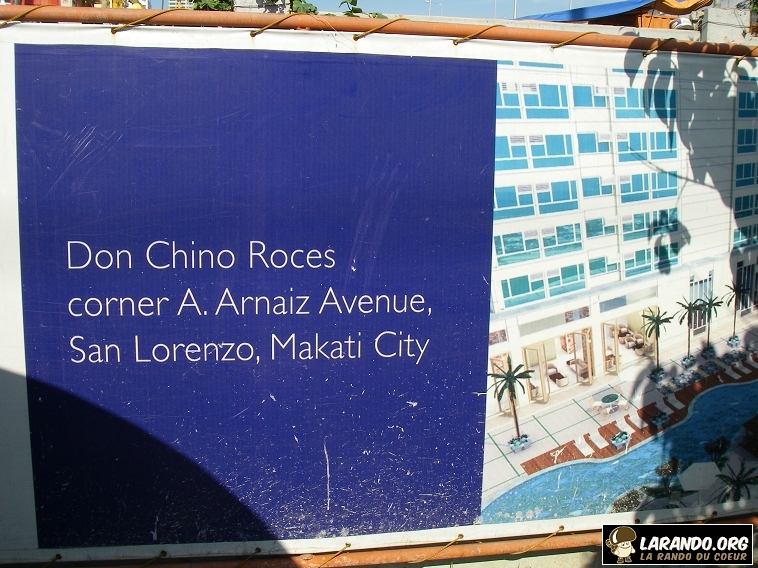 Don Chino Roces
corner A. Arnaiz Avenue,
San Lorenzo, Makati City
LARANDO.ORG
LA RANDO DU COEUR